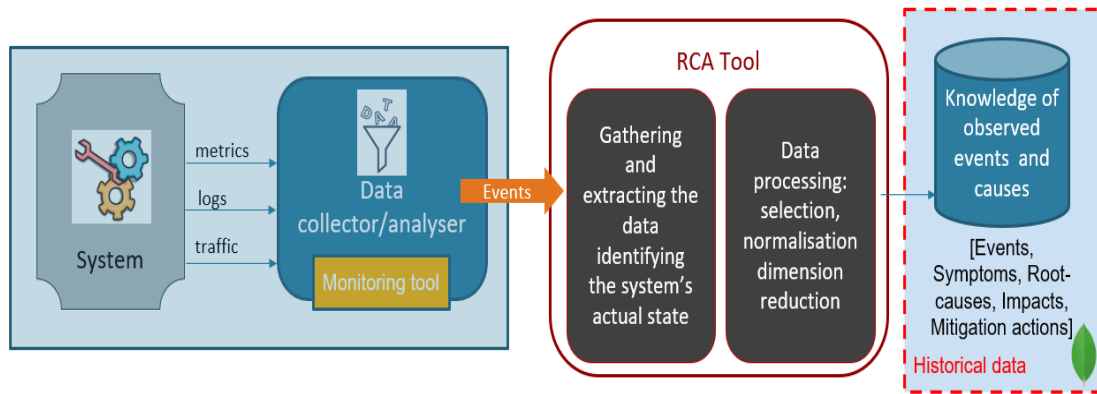 System
metrics
logs
traffic
DATA
Data
collector/analyser
Monitoring tool
Events
RCA Tool
Gathering
and
extracting the
data
identifying
the system's
actual state
Data
processing:
selection,
normalisation
dimension
reduction
Knowledge of
observed
events and
causes
[Events,
Symptoms, Root-
causes, Impacts,
Mitigation actions]
Historical data